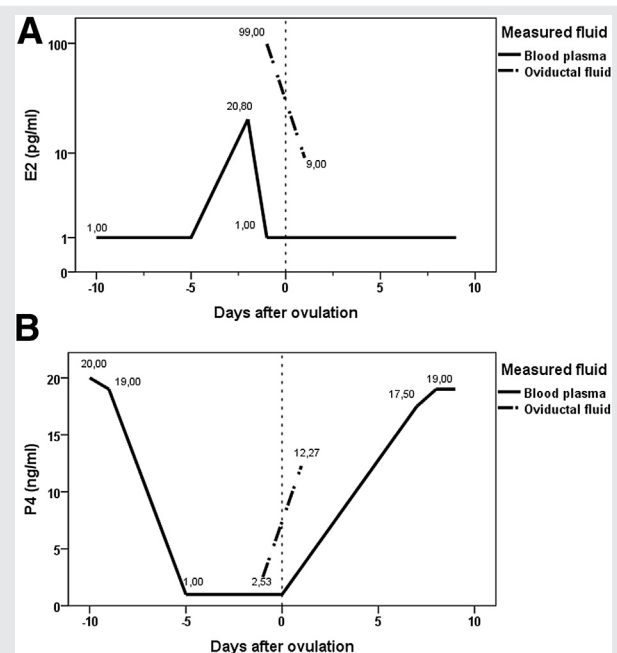 A
Measured fluid
Blood plasma
Oviductal fluid
E2 (pg/ml)
100
10
1
0
99,00
20,80
9,00
1,00
1,00
-10
-5
0
5
10
Days after ovulation
B
Measured fluid
Blood plasma
Oviductal fluid
P4 (ng/ml)
20
15
10
5
0
20,00
19,00
19,00
17,50
12,27
1,00
2,53
-10
-5
0
5
10
Days after ovulation